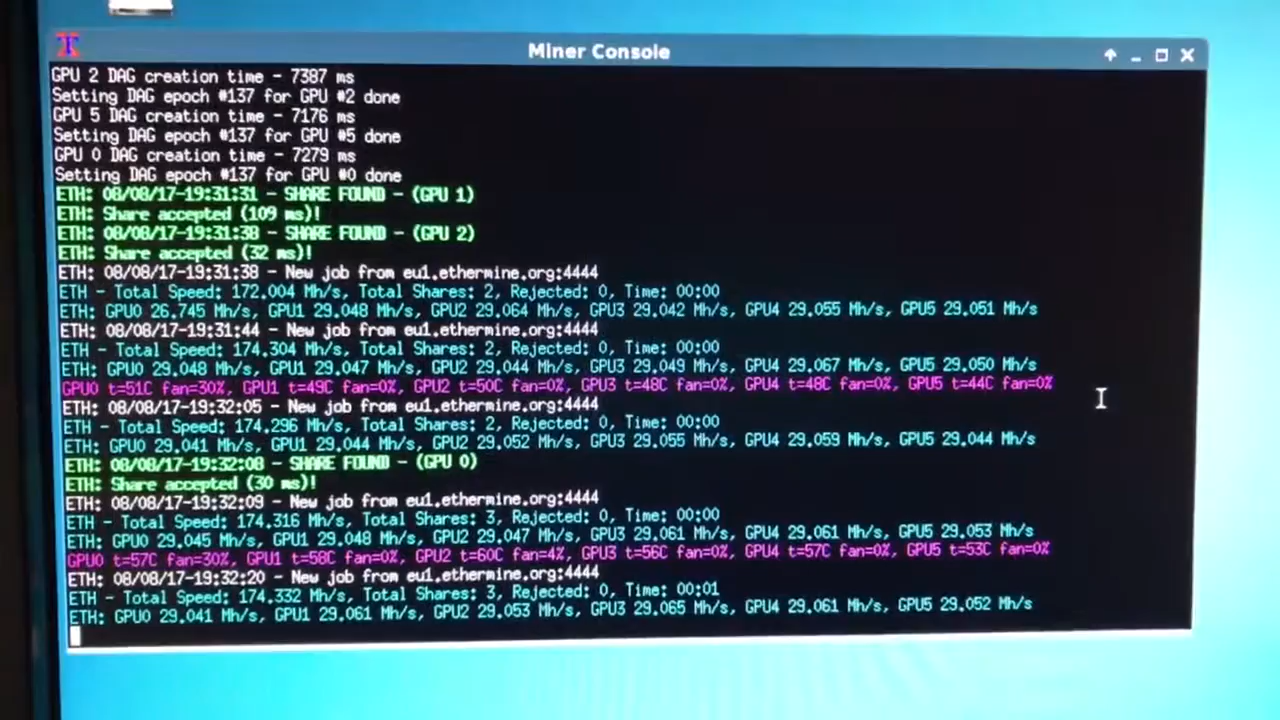 Miner Console
GPU 2 DAG creation time - 7387 ms
Setting DAG epoch #137 for GPU #2 done
GPU 5 DAG creation time - 7176 ms
Setting DAG epoch #137 for GPU #5 done
GPU 0 DAG creation time - 7279 ms
Setting DAG epoch #137 for GPU #0 done
ETH: 08/08/17-19:31:31 - SHARE FOUND - (GPU 1)
ETH: Share accepted (109 ms)!
ETH: 08/08/17-19:31:38 - SHARE FOUND - (GPU 2)
ETH: Share accepted (32 ms)!
ETH: 08/08/17-19:31:38 - New job from eu1.ethermine.org:4444
ETH - Total Speed: 172.004 Mh/s, Total Shares: 2, Rejected: 0, Time: 00:00
ETH: GPU0 26.745 Mh/s, GPU1 29.048 Mh/s, GPU2 29.064 Mh/s, GPU3 29.042 Mh/s, GPU4 29.055 Mh/s, GPU5 29.051 Mh/s
ETH: 08/08/17-19:31:44 - New job from eu1.ethermine.org:4444
ETH - Total Speed: 174.304 Mh/s, Total Shares: 2, Rejected: 0, Time: 00:00
ETH: GPU0 29.048 Mh/s, GPU1 29.047 Mh/s, GPU2 29.044 Mh/s, GPU3 29.049 Mh/s, GPU4 29.067 Mh/s, GPU5 29.050 Mh/s
GPU0 t=51C fan=30%, GPU1 t=49C fan=0%, GPU2 t=50C fan=0%, GPU3 t=48C fan=0%, GPU4 t=48C fan=0%, GPU5 t=44C fan=0%
ETH: 08/08/17-19:32:05 - New job from eu1.ethermine.org:4444
ETH - Total Speed: 174.296 Mh/s, Total Shares: 2, Rejected: 0, Time: 00:00
ETH: GPU0 29.041 Mh/s, GPU1 29.044 Mh/s, GPU2 29.052 Mh/s, GPU3 29.055 Mh/s, GPU4 29.059 Mh/s, GPU5 29.044 Mh/s
ETH: 08/08/17-19:32:08 - SHARE FOUND - (GPU 0)
ETH: Share accepted (30 ms)!
ETH: 08/08/17-19:32:09 - New job from eu1.ethermine.org:4444
ETH - Total Speed: 174.316 Mh/s, Total Shares: 3, Rejected: 0, Time: 00:00
ETH: GPU0 29.045 Mh/s, GPU1 29.048 Mh/s, GPU2 29.047 Mh/s, GPU3 29.061 Mh/s, GPU4 29.061 Mh/s, GPU5 29.053 Mh/s
GPU0 t=57C fan=30%, GPU1 t=58C fan=0%, GPU2 t=60C fan=4%, GPU3 t=56C fan=0%, GPU4 t=57C fan=0%, GPU5 t=53C fan=0%
ETH: 08/08/17-19:32:20 - New job from eu1.ethermine.org:4444
ETH - Total Speed: 174.332 Mh/s, Total Shares: 3, Rejected: 0, Time: 00:01
ETH: GPU0 29.041 Mh/s, GPU1 29.061 Mh/s, GPU2 29.053 Mh/s, GPU3 29.065 Mh/s, GPU4 29.061 Mh/s, GPU5 29.052 Mh/s